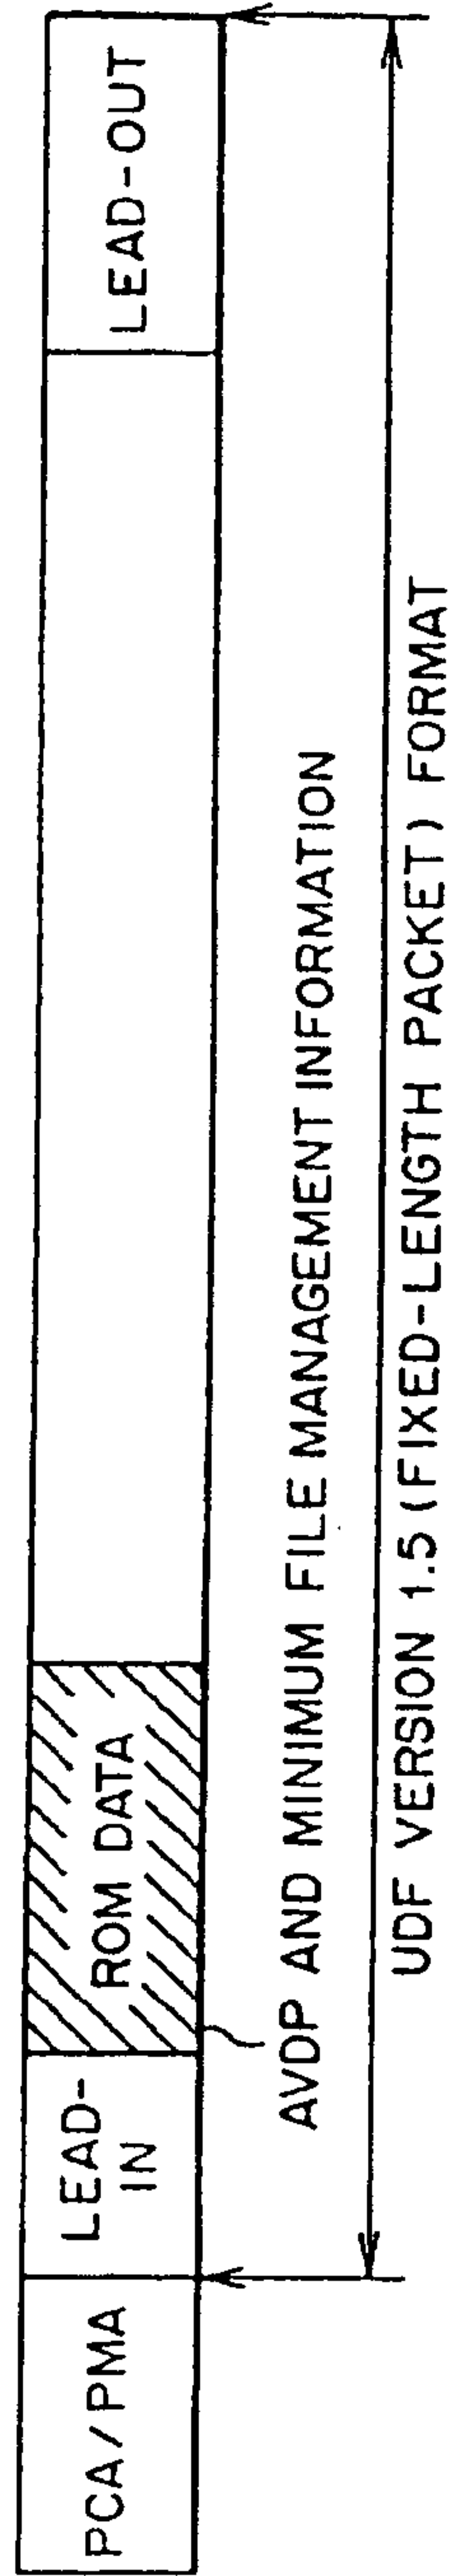 PCA/PMA
LEAD-
IN
ROM DATA
LEAD-OUT
AVDP AND MINIMUM FILE MANAGEMENT INFORMATION
UDF VERSION 1.5 (FIXED-LENGTH PACKET) FORMAT